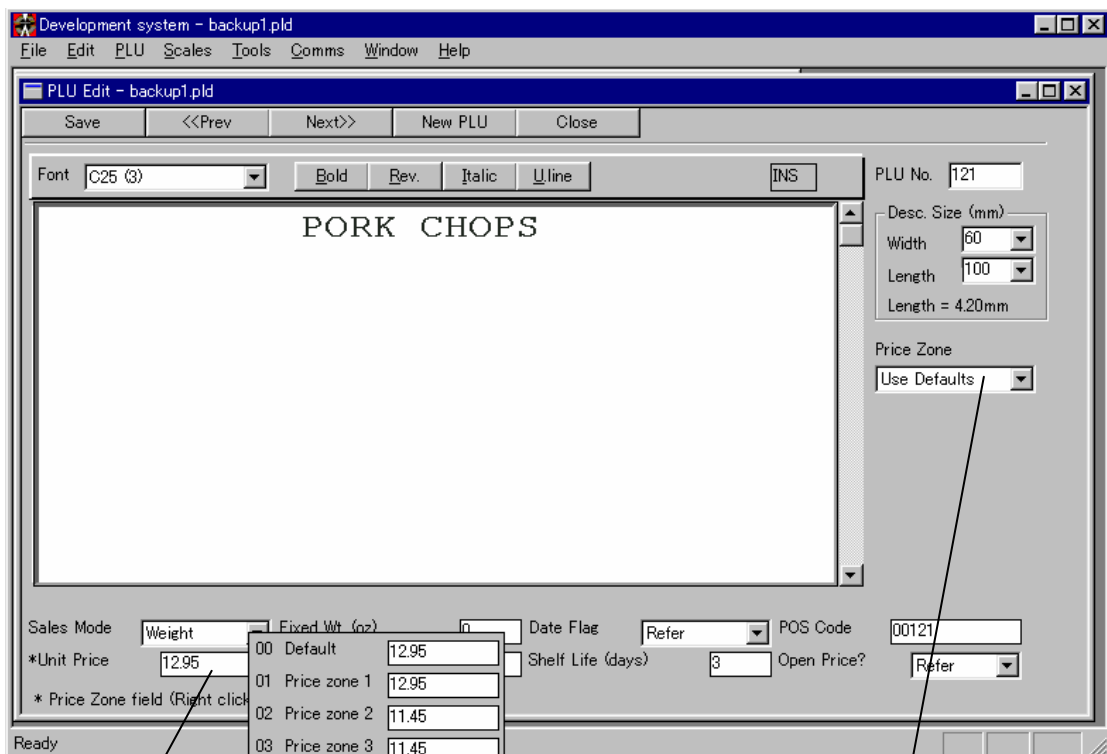 Development system - backup1.pld
File Edit PLU Scales Tools Comms Window Help
PLU Edit - backup1.pld
Save <<Prev Next>> New PLU Close
Font C25 (3) Bold Rev. Italic U.line INS PLU No. 121
PORK CHOPS
Desc. Size (mm)
Width 60
Length 100
Length = 4.20mm
Price Zone
Use Defaults
Sales Mode Weight Fixed Wt. (oz) 0 Date Flag Refer POS Code 00121
*Unit Price 12.95 Shelf Life (days) 3 Open Price? Refer
* Price Zone field (Right click
00 Default 12.95
01 Price zone 1 12.95
02 Price zone 2 11.45
03 Price zone 3 11.45
Ready